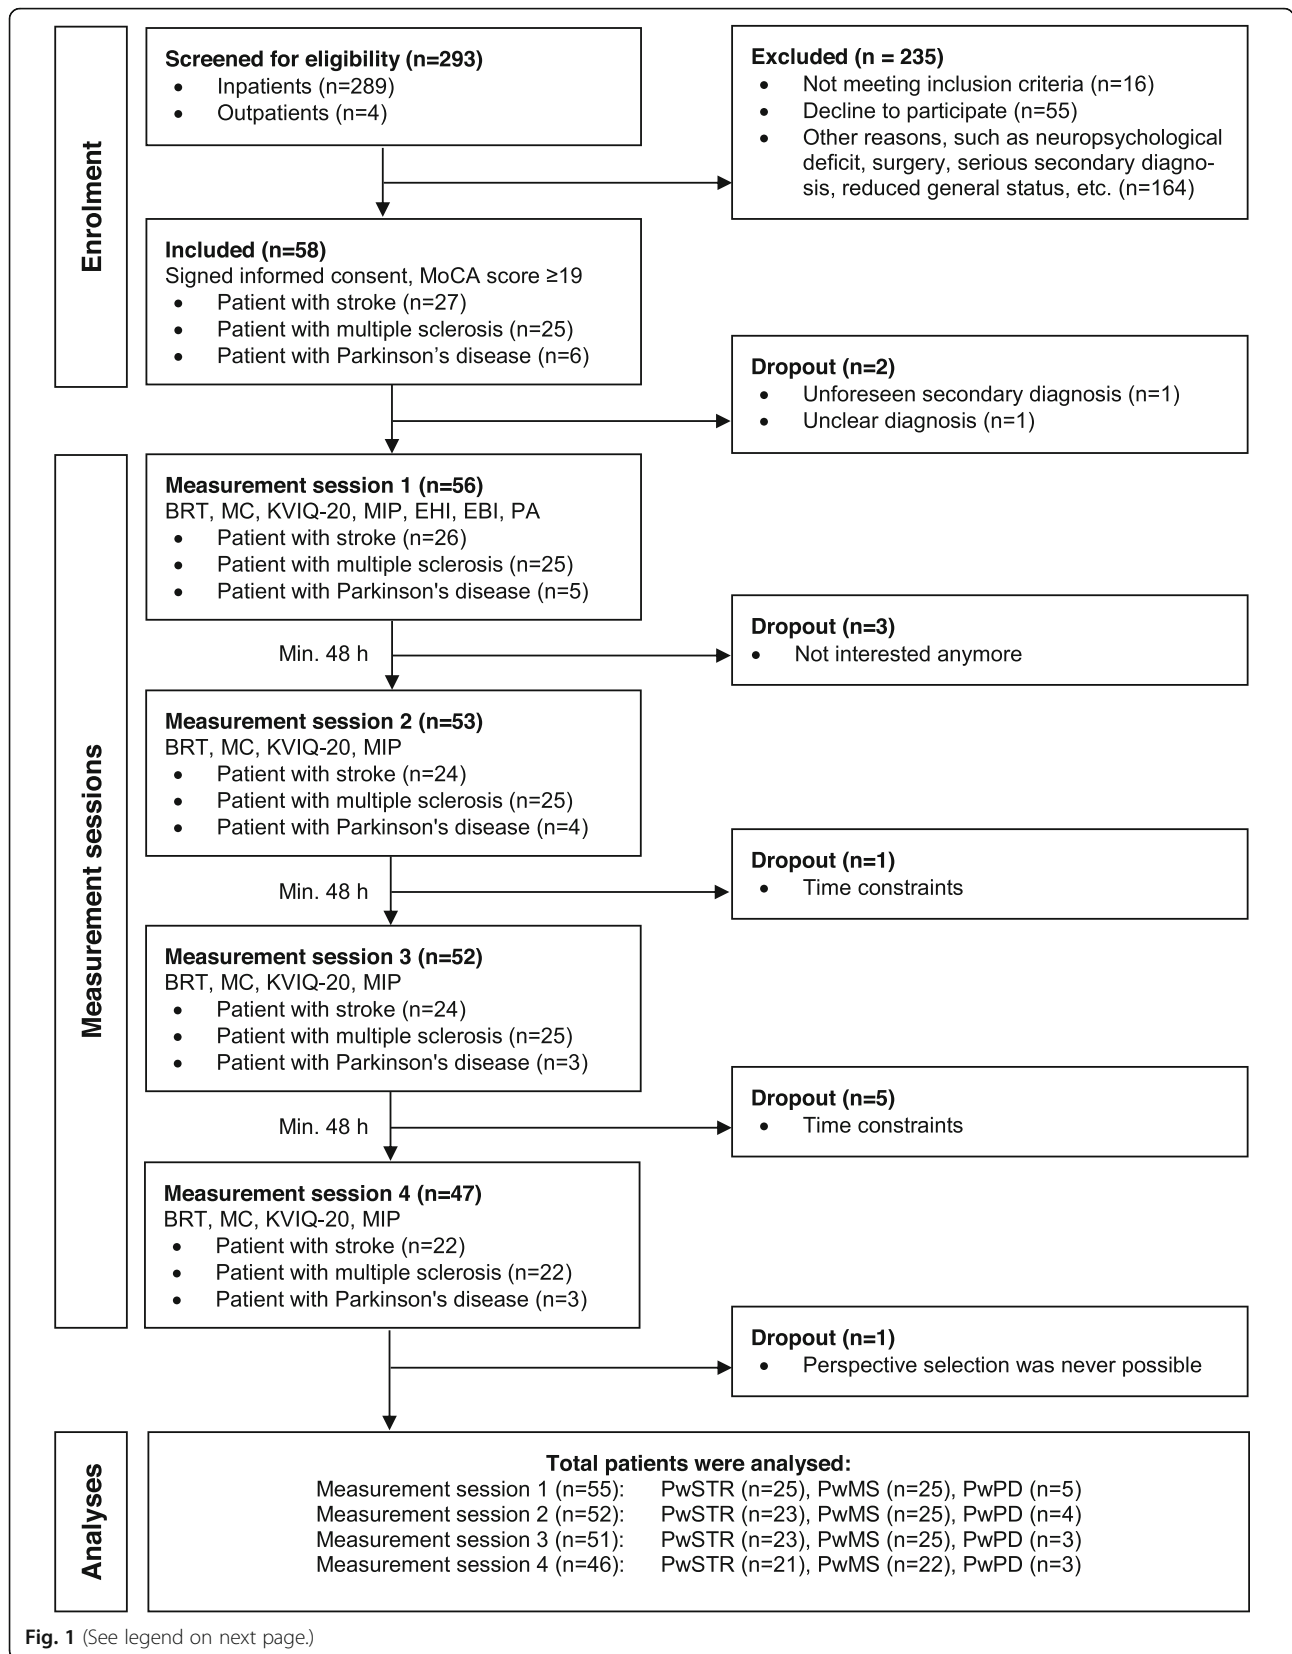 Enrolment
Screened for eligibility (n=293)
• Inpatients (n=289)
• Outpatients (n=4)
Excluded (n = 235)
• Not meeting inclusion criteria (n=16)
• Decline to participate (n=55)
• Other reasons, such as neuropsychological
deficit, surgery, serious secondary diagno-
sis, reduced general status, etc. (n=164)
Included (n=58)
Signed informed consent, MoCA score ≥19
• Patient with stroke (n=27)
• Patient with multiple sclerosis (n=25)
• Patient with Parkinson’s disease (n=6)
Dropout (n=2)
• Unforeseen secondary diagnosis (n=1)
• Unclear diagnosis (n=1)
Measurement sessions
Measurement session 1 (n=56)
BRT, MC, KVIQ-20, MIP, EHI, EBI, PA
• Patient with stroke (n=26)
• Patient with multiple sclerosis (n=25)
• Patient with Parkinson's disease (n=5)
Min. 48 h
Dropout (n=3)
• Not interested anymore
Measurement session 2 (n=53)
BRT, MC, KVIQ-20, MIP
• Patient with stroke (n=24)
• Patient with multiple sclerosis (n=25)
• Patient with Parkinson's disease (n=4)
Min. 48 h
Dropout (n=1)
• Time constraints
Measurement session 3 (n=52)
BRT, MC, KVIQ-20, MIP
• Patient with stroke (n=24)
• Patient with multiple sclerosis (n=25)
• Patient with Parkinson's disease (n=3)
Min. 48 h
Dropout (n=5)
• Time constraints
Measurement session 4 (n=47)
BRT, MC, KVIQ-20, MIP
• Patient with stroke (n=22)
• Patient with multiple sclerosis (n=22)
• Patient with Parkinson's disease (n=3)
Dropout (n=1)
• Perspective selection was never possible
Analyses
Total patients were analysed:
Measurement session 1 (n=55): PwSTR (n=25), PwMS (n=25), PwPD (n=5)
Measurement session 2 (n=52): PwSTR (n=23), PwMS (n=25), PwPD (n=4)
Measurement session 3 (n=51): PwSTR (n=23), PwMS (n=25), PwPD (n=3)
Measurement session 4 (n=46): PwSTR (n=21), PwMS (n=22), PwPD (n=3)
Fig. 1 (See legend on next page.)